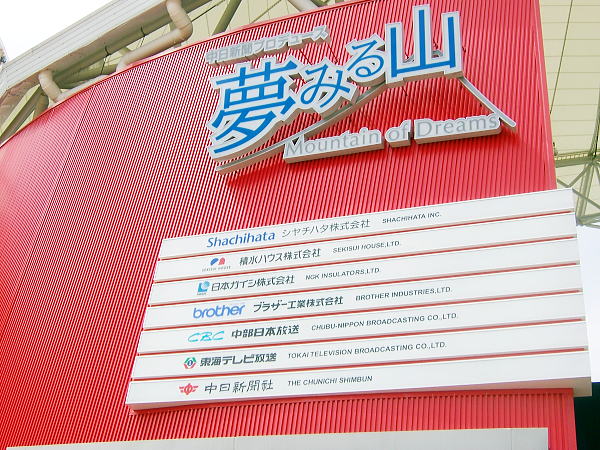 中日新聞プロデュース
夢みる山
Mountain of Dreams
Shachihata シヤチハタ株式会社 SHACHIHATA INC.
SEKISUI HOUSE 積水ハウス株式会社 SEKISUI HOUSE,LTD.
日本ガイシ株式会社 NGK INSULATORS,LTD.
brother ブラザー工業株式会社 BROTHER INDUSTRIES,LTD.
CBC 中部日本放送 CHUBU-NIPPON BROADCASTING CO.,LTD.
東海テレビ放送 TOKAI TELEVISION BROADCASTING CO.,LTD.
中日新聞社 THE CHUNICHI SHIMBUN